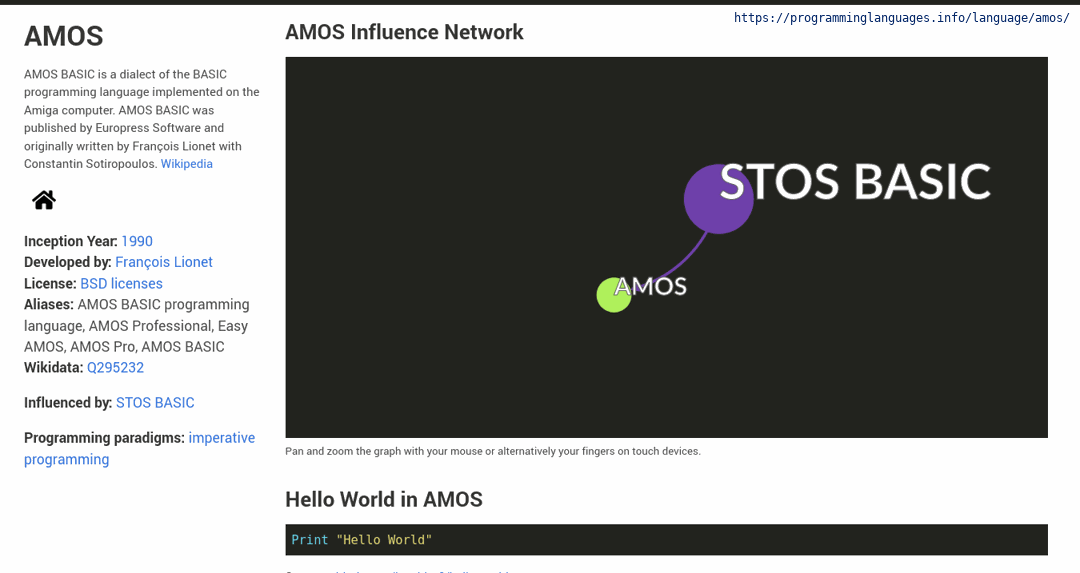 https://programminglanguages.info/language/amos/
AMOS
AMOS BASIC is a dialect of the BASIC
programming language implemented on the
Amiga computer. AMOS BASIC was
published by Europress Software and
originally written by François Lionet with
Constantin Sotiropoulos. Wikipedia
Inception Year: 1990
Developed by: François Lionet
License: BSD licenses
Aliases: AMOS BASIC programming
language, AMOS Professional, Easy
AMOS, AMOS Pro, AMOS BASIC
Wikidata: Q295232
Influenced by: STOS BASIC
Programming paradigms: imperative
programming
AMOS Influence Network
STOS BASIC
AMOS
Pan and zoom the graph with your mouse or alternatively your fingers on touch devices.
Hello World in AMOS
Print "Hello World"